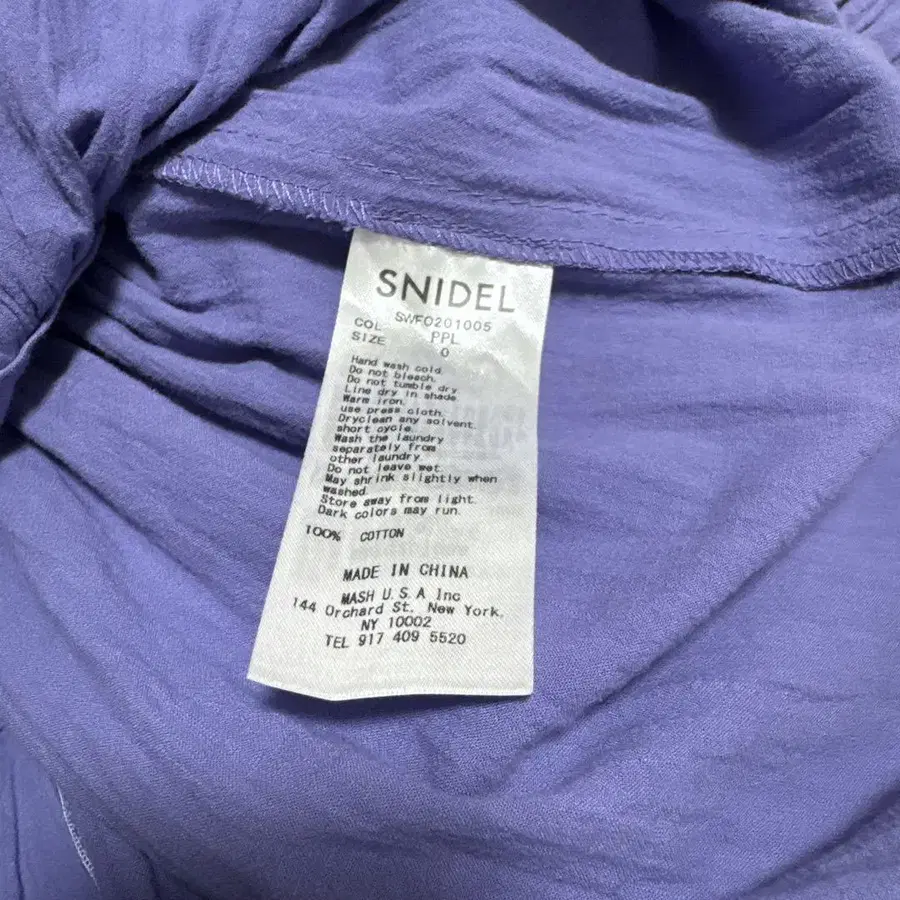 SNIDEL
SWFO201005
COL PPL
SIZE 0
Hand wash cold.
Do not bleach.
Do not tumble dry
Line dry in shade
Warm iron.
use press cloth.
Dryclean any solvent.
short cycle.
Wash the laundry
separately from
other laundry
Do not leave wet.
May shrink slightly when
washed.
Store away from light.
Dark colors may run.
100% COTTON
MADE IN CHINA
MASH U.S.A Inc
144 Orchard St, New York,
NY 10002
TEL 917 409 5520